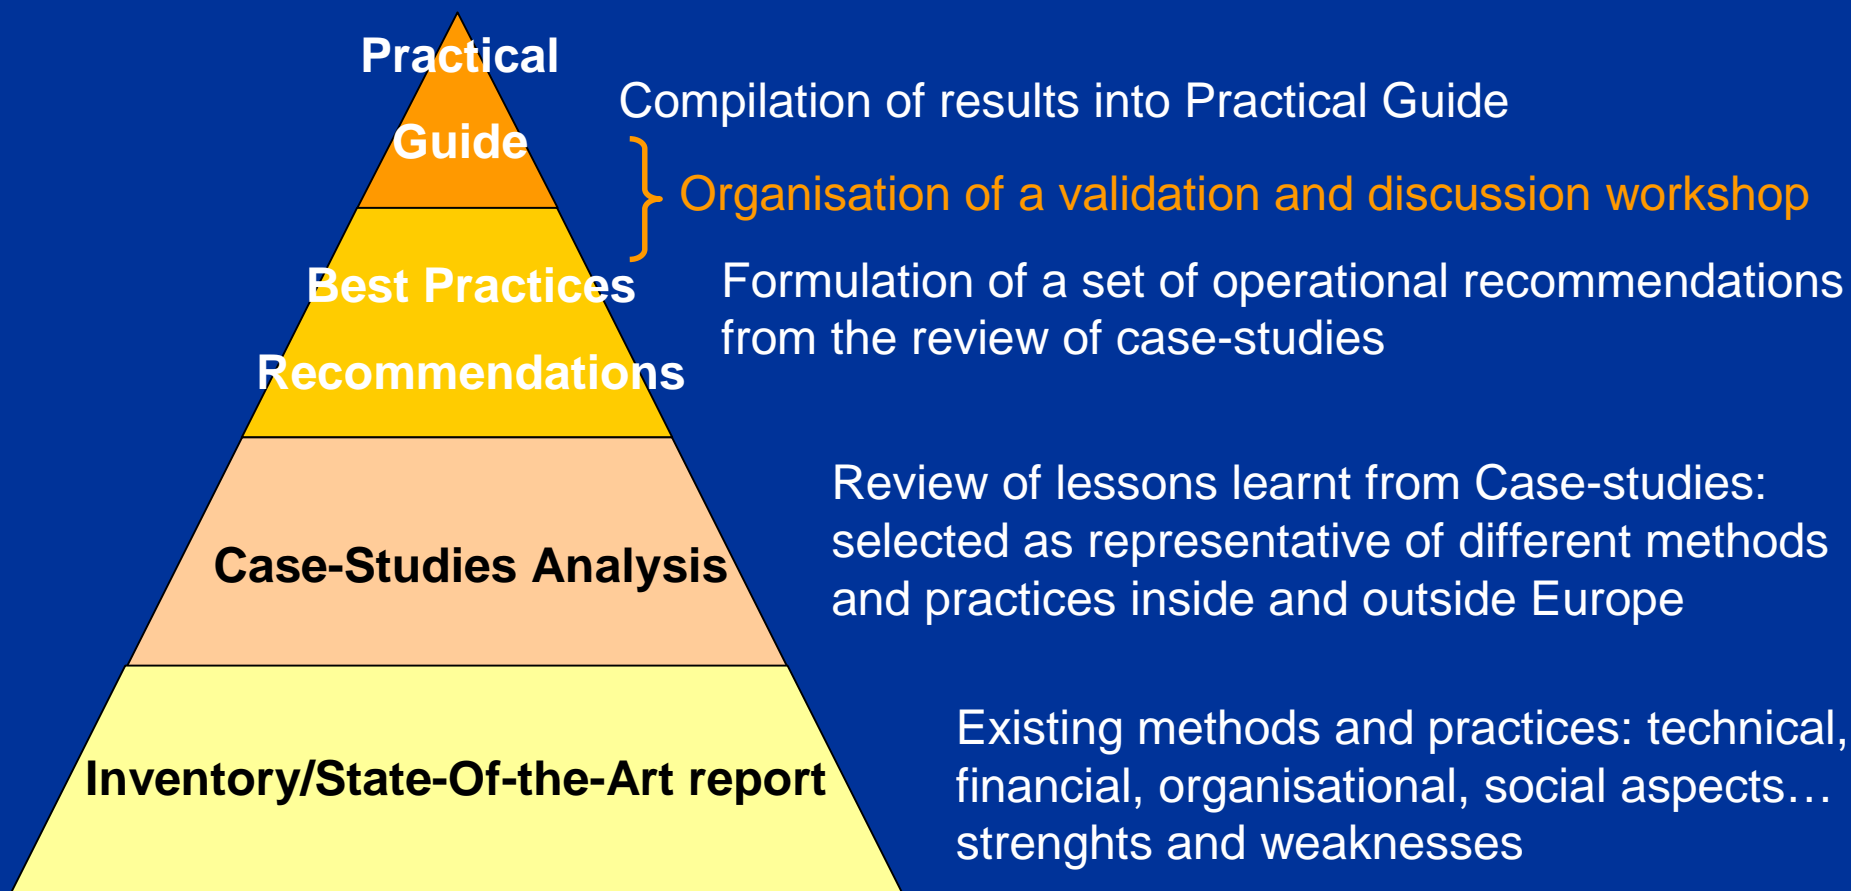 Practical
Guide
Compilation of results into Practical Guide
Organisation of a validation and discussion workshop
Best Practices
Recommendations
Formulation of a set of operational recommendations
from the review of case-studies
Case-Studies Analysis
Review of lessons learnt from Case-studies:
selected as representative of different methods
and practices inside and outside Europe
Inventory/State-Of-the-Art report
Existing methods and practices: technical,
financial, organisational, social aspects…
strenghts and weaknesses